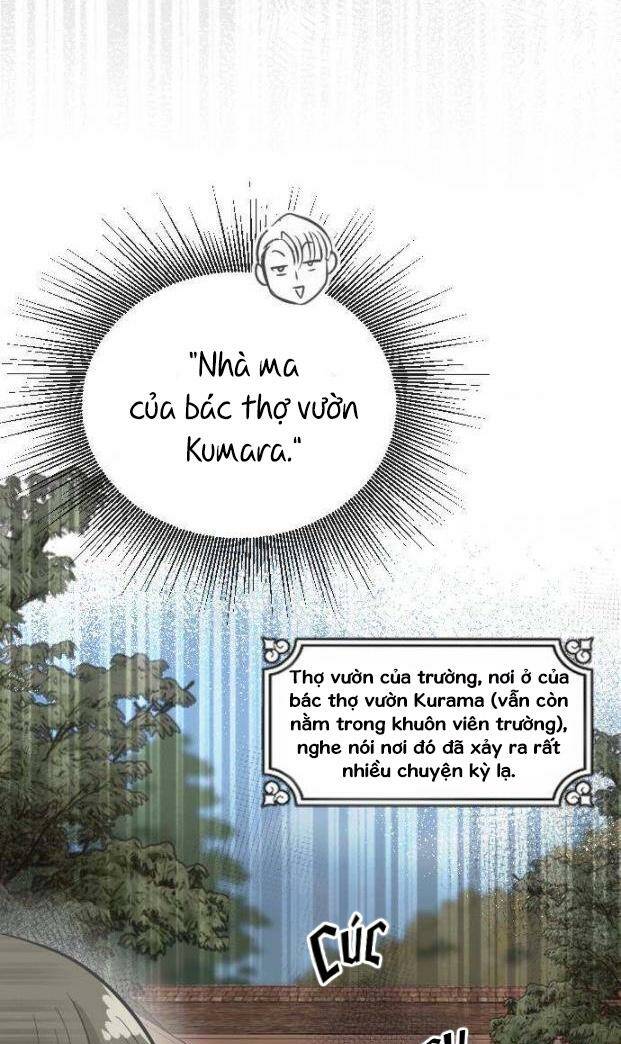 "Nhà ma
của bác thợ vườn
Kumara."
Thợ vườn của trường, nơi ở của
bác thợ vườn Kurama (vẫn còn
nằm trong khuôn viên trường),
nghe nói nơi đó đã xảy ra rất
nhiều chuyện kỳ lạ.
CÚC